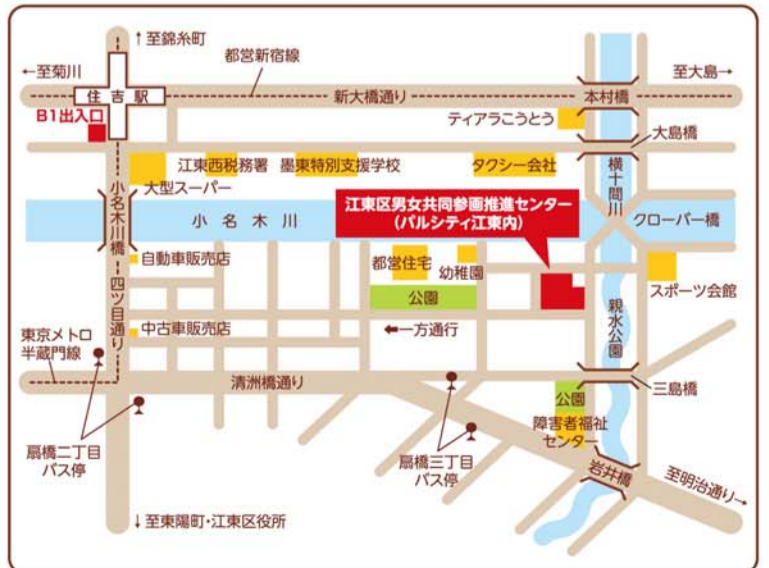 ↑至錦糸町
都営新宿線
←至菊川
至大島→
住吉駅
新大橋通り
本村橋
B1出入口
ティアラこうとう
大島橋
江東西税務署
墨東特別支援学校
タクシー会社
大型スーパー
小名木川橋
小名木川
江東区男女共同参画推進センター
(パルシティ江東内)
横十間川
クローバー橋
自動車販売店
都営住宅
幼稚園
スポーツ会館
四ツ目通り
公園
親水公園
東京メトロ
半蔵門線
中古車販売店
←一方通行
清洲橋通り
三島橋
公園
障害者福祉
センター
扇橋二丁目
バス停
扇橋三丁目
バス停
岩井橋
至明治通り→
↓至東陽町・江東区役所